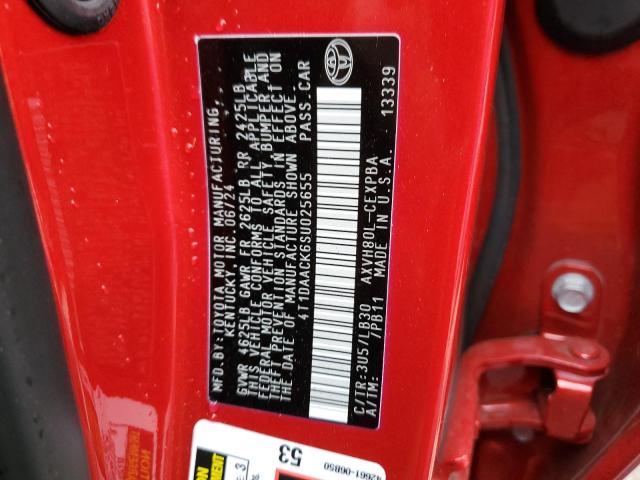 MFD.BY:TOYOTA MOTOR MANUFACTURING,
KENTUCKY, INC. 06/24
GVWR 4625LB GAWR FR 2625LB RR 2425LB
THIS VEHICLE CONFORMS TO ALL APPLICABLE
FEDERAL MOTOR VEHICLE SAFETY, BUMPER, AND
THEFT PREVENTION STANDARDS IN EFFECT ON
THE DATE OF MANUFACTURE SHOWN ABOVE.
4T1DAACK6SU025655 PASS.CAR
C/TR:3U5/LB30 AXVH80L-CEXPBA
A/TM: /PB11 MADE IN U.S.A.
13339
53
42661-06B50